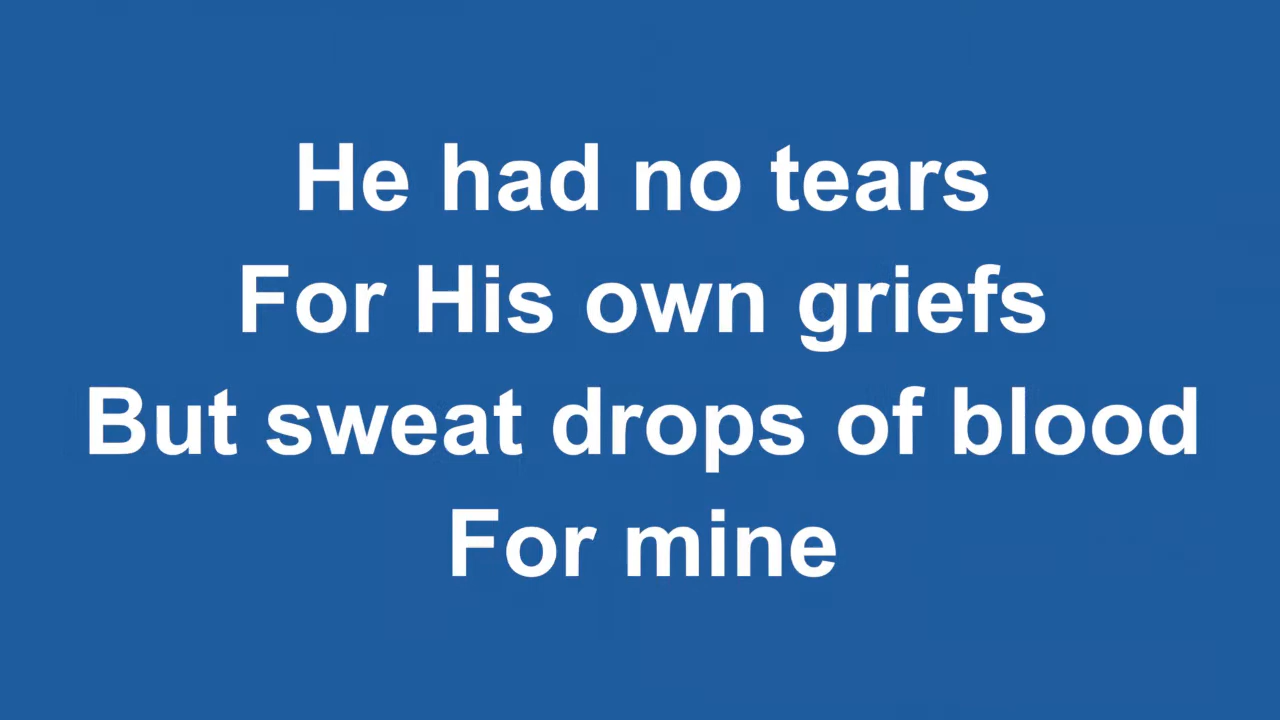 He had no tears
For His own griefs
But sweat drops of blood
For mine